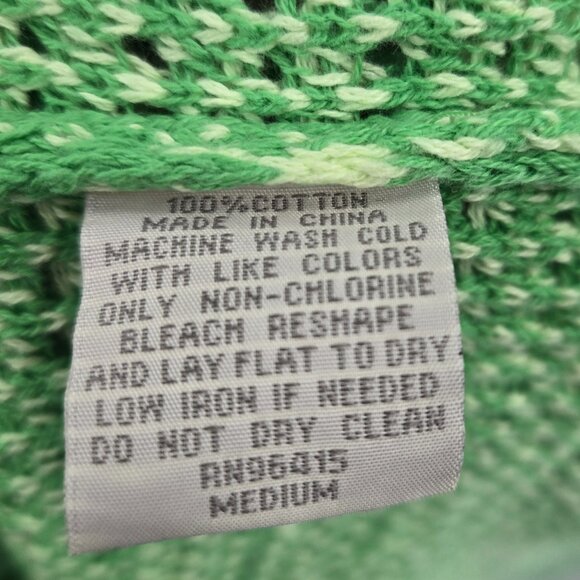 100%COTTON
MADE IN CHINA
MACHINE WASH COLD
WITH LIKE COLORS
ONLY NON-CHLORINE
BLEACH RESHAPE
AND LAY FLAT TO DRY
LOW IRON IF NEEDED
DO NOT DRY CLEAN
RN96415
MEDIUM